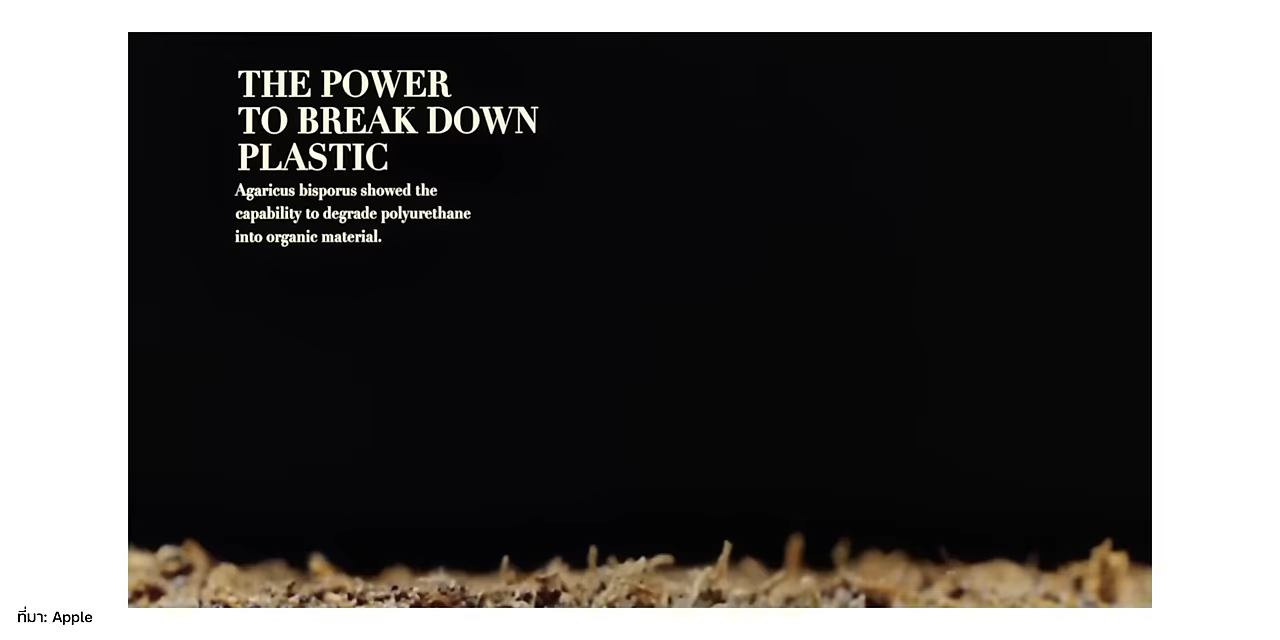 THE POWER
TO BREAK DOWN
PLASTIC
Agaricus bisporus showed the
capability to degrade polyurethane
into organic material.
ที่มา: Apple